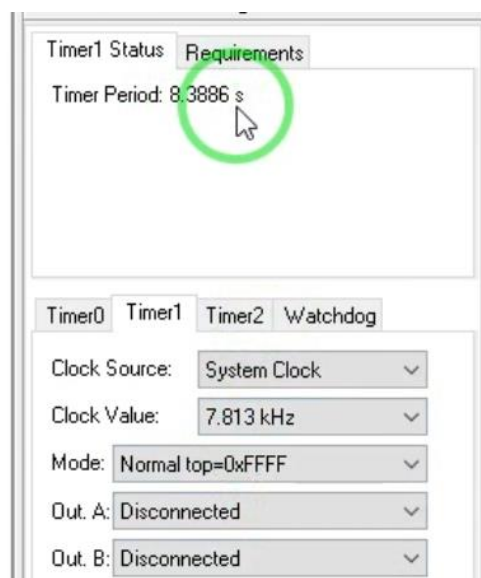 Timer1 Status Requirements
Timer Period: 8.3886 s
Timer0 Timer1 Timer2 Watchdog
Clock Source: System Clock
Clock Value: 7.813 kHz
Mode: Normal top=0xFFFF
Out. A: Disconnected
Out. B: Disconnected